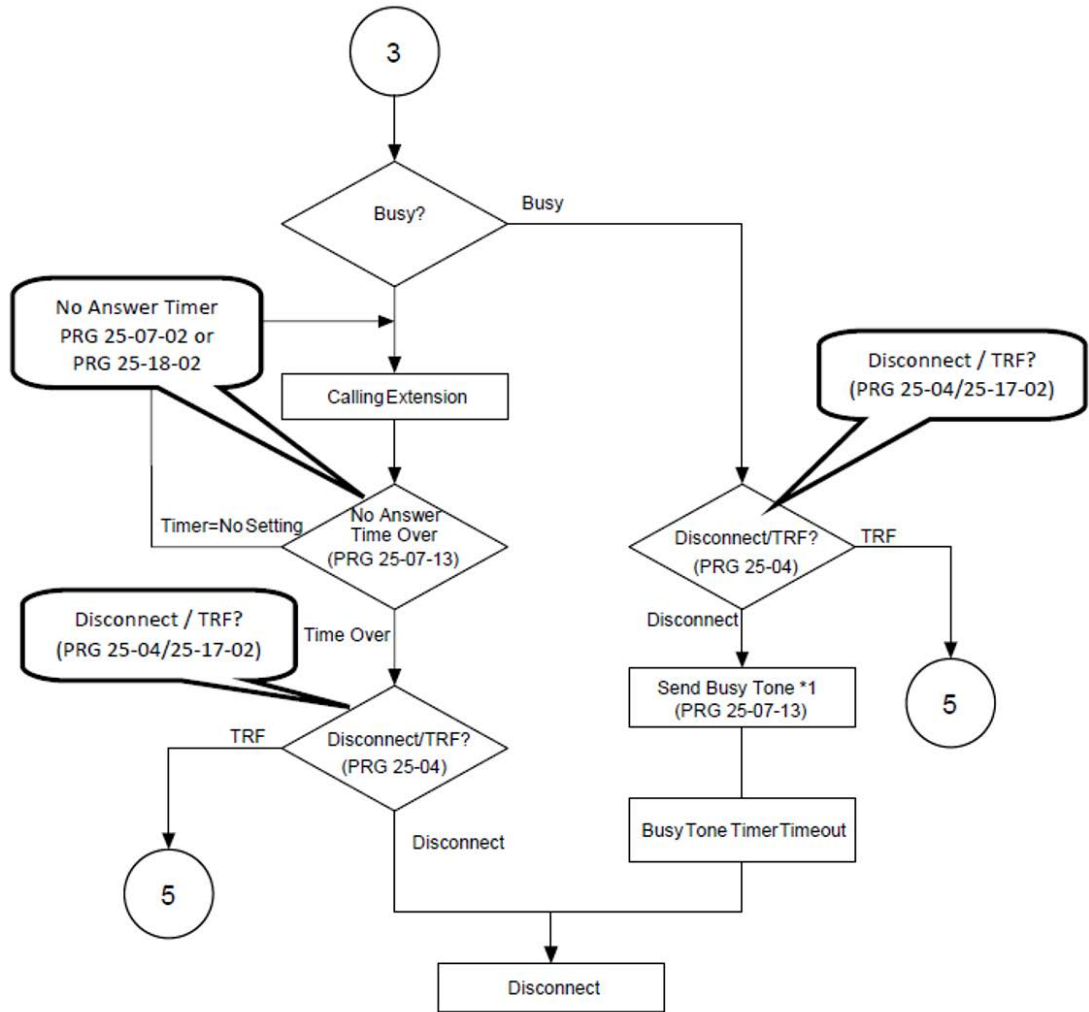 3
Busy?
Busy
No Answer Timer
PRG 25-07-02 or
PRG 25-18-02
Calling Extension
Disconnect / TRF?
(PRG 25-04/25-17-02)
Timer=No Setting
No Answer
Time Over
(PRG 25-07-13)
Disconnect/TRF?
(PRG 25-04)
TRF
Disconnect
Time Over
Disconnect / TRF?
(PRG 25-04/25-17-02)
Send Busy Tone *1
(PRG 25-07-13)
5
TRF
Disconnect/TRF?
(PRG 25-04)
Busy Tone Timer Timeout
Disconnect
5
Disconnect